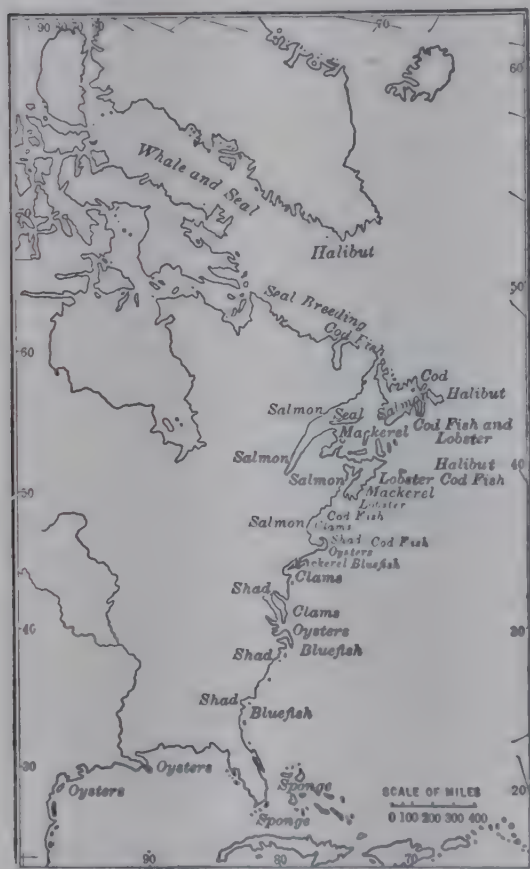 90 80 70
70
60
Whale and Seal
Halibut
50
Seal Breeding
Cod Fish
60
Cod
Halibut
Salmon
Salmon
Seal
Mackerel
Cod Fish and
Lobster
Salmon
Salmon
Halibut
40
Lobster Cod Fish
Mackerel
Lobster
50
Salmon
Cod Fish
Clams
Shad
Cod Fish
Oysters
Mackerel Bluefish
Clams
Shad
Clams
40
Oysters
30
Shad
Bluefish
Shad
Bluefish
30
Oysters
Oysters
Sponge
Sponge
SCALE OF MILES
0 100 200 300 400
20
90
80
70